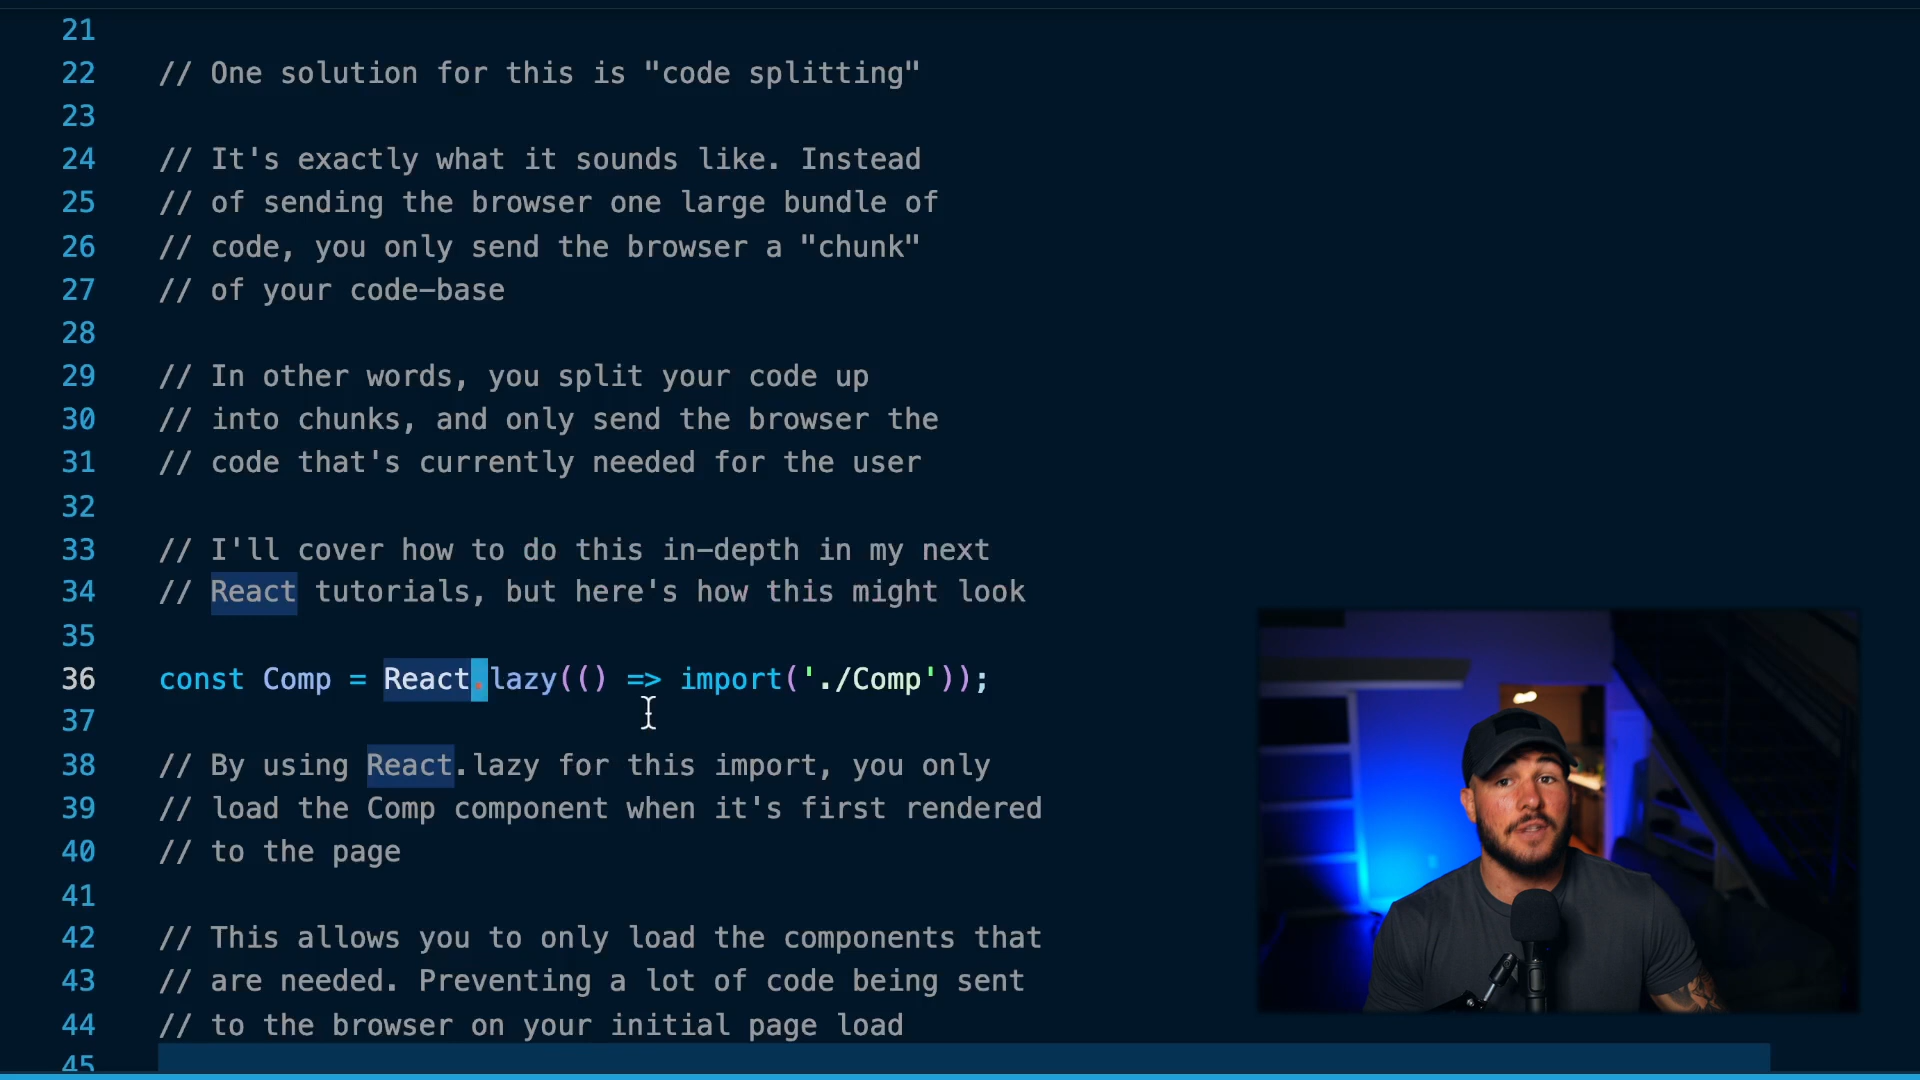 21
22 // One solution for this is "code splitting"
23
24 // It's exactly what it sounds like. Instead
25 // of sending the browser one large bundle of
26 // code, you only send the browser a "chunk"
27 // of your code-base
28
29 // In other words, you split your code up
30 // into chunks, and only send the browser the
31 // code that's currently needed for the user
32
33 // I'll cover how to do this in-depth in my next
34 // React tutorials, but here's how this might look
35
36 const Comp = React.lazy(() => import('./Comp'));
37
38 // By using React.lazy for this import, you only
39 // load the Comp component when it's first rendered
40 // to the page
41
42 // This allows you to only load the components that
43 // are needed. Preventing a lot of code being sent
44 // to the browser on your initial page load
45